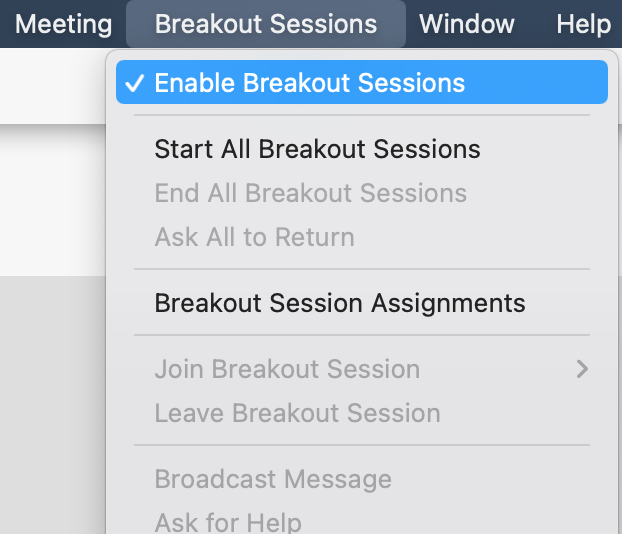 Meeting Breakout Sessions Window Help
✓ Enable Breakout Sessions
Start All Breakout Sessions
End All Breakout Sessions
Ask All to Return
Breakout Session Assignments
Join Breakout Session >
Leave Breakout Session
Broadcast Message
Ask for Help